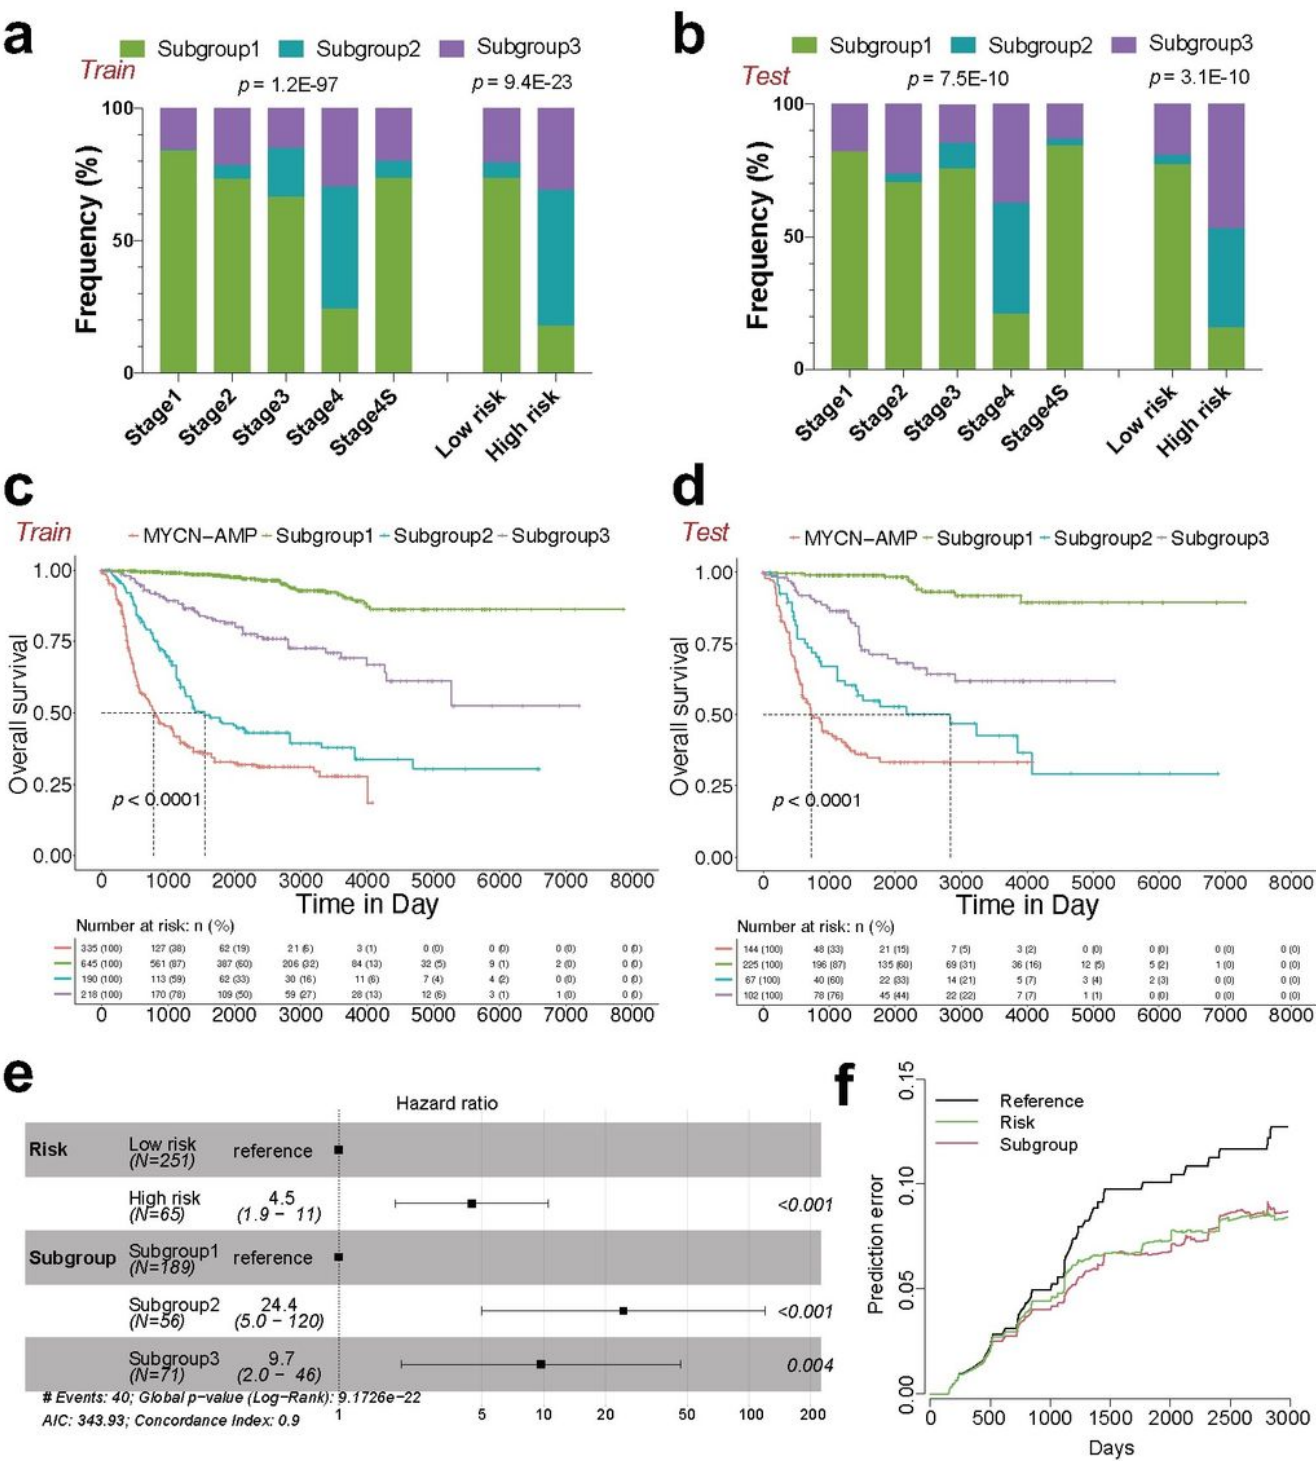 a
Subgroup1 Subgroup2 Subgroup3
Train
p = 1.2E-97 p = 9.4E-23
Frequency (%)
100
50
0
Stage1 Stage2 Stage3 Stage4 Stage4S Low risk High risk
b
Subgroup1 Subgroup2 Subgroup3
Test
p = 7.5E-10 p = 3.1E-10
Frequency (%)
100
50
0
Stage1 Stage2 Stage3 Stage4 Stage4S Low risk High risk
c
Train
MYCN-AMP Subgroup1 Subgroup2 Subgroup3
Overall survival
1.00
0.75
0.50
0.25
0.00
p < 0.0001
0 1000 2000 3000 4000 5000 6000 7000 8000
Time in Day
Number at risk: n (%)
335 (100) 127 (38) 62 (19) 21 (6) 3 (1) 0 (0) 0 (0) 0 (0) 0 (0)
645 (100) 561 (87) 387 (60) 206 (32) 84 (13) 32 (5) 9 (1) 2 (0) 0 (0)
190 (100) 113 (59) 62 (33) 30 (16) 11 (6) 7 (4) 4 (2) 0 (0) 0 (0)
218 (100) 170 (78) 109 (50) 59 (27) 28 (13) 12 (6) 3 (1) 1 (0) 0 (0)
0 1000 2000 3000 4000 5000 6000 7000 8000
d
Test
MYCN-AMP Subgroup1 Subgroup2 Subgroup3
Overall survival
1.00
0.75
0.50
0.25
0.00
p < 0.0001
0 1000 2000 3000 4000 5000 6000 7000 8000
Time in Day
Number at risk: n (%)
144 (100) 48 (33) 21 (15) 7 (5) 3 (2) 0 (0) 0 (0) 0 (0) 0 (0)
225 (100) 196 (87) 135 (60) 69 (31) 36 (16) 12 (5) 5 (2) 1 (0) 0 (0)
67 (100) 40 (60) 22 (33) 14 (21) 5 (7) 3 (4) 2 (3) 0 (0) 0 (0)
102 (100) 78 (76) 45 (44) 22 (22) 7 (7) 1 (1) 0 (0) 0 (0) 0 (0)
0 1000 2000 3000 4000 5000 6000 7000 8000
e
Hazard ratio
Risk Low risk (N=251) reference
High risk (N=65) 4.5 (1.9 - 11) <0.001
Subgroup Subgroup1 (N=189) reference
Subgroup2 (N=56) 24.4 (5.0 - 120) <0.001
Subgroup3 (N=71) 9.7 (2.0 - 46) 0.004
# Events: 40; Global p-value (Log-Rank): 9.1726e-22
AIC: 343.93; Concordance Index: 0.9
1 5 10 20 50 100 200
f
Reference
Risk
Subgroup
Prediction error
0.15
0.10
0.05
0.00
0 500 1000 1500 2000 2500 3000
Days